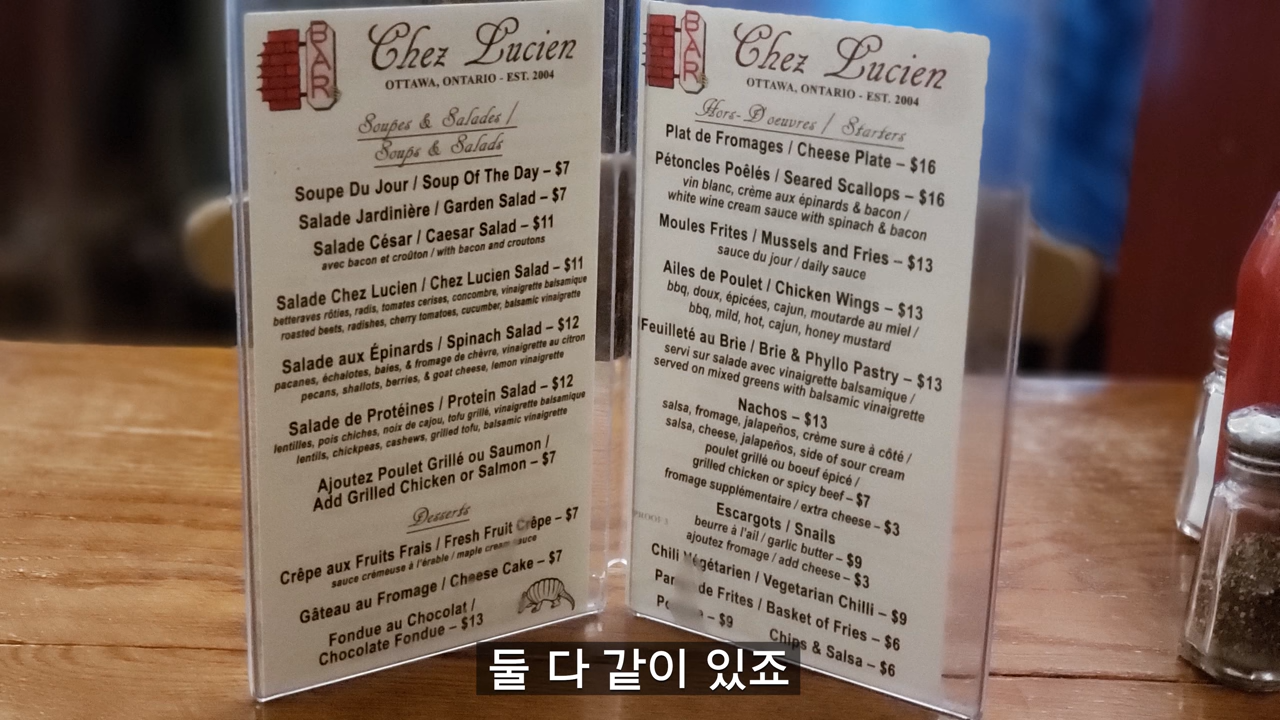 BAR
Chez Lucien
OTTAWA, ONTARIO - EST. 2004
Soupes & Salades /
Soups & Salads
Soupe Du Jour / Soup Of The Day – $7
Salade Jardinière / Garden Salad – $7
Salade César / Caesar Salad – $11
avec bacon et croûton / with bacon and croutons
Salade Chez Lucien / Chez Lucien Salad – $11
betteraves rôties, radis, tomates cerises, concombre, vinaigrette balsamique
roasted beets, radishes, cherry tomatoes, cucumber, balsamic vinaigrette
Salade aux Épinards / Spinach Salad – $12
pacanes, échalotes, baies, & fromage de chèvre, vinaigrette au citron
pecans, shallots, berries, & goat cheese, lemon vinaigrette
Salade de Protéines / Protein Salad – $12
lentilles, pois chiches, noix de cajou, tofu grillé, vinaigrette balsamique
lentils, chickpeas, cashews, grilled tofu, balsamic vinaigrette
Ajoutez Poulet Grillé ou Saumon /
Add Grilled Chicken or Salmon – $7
Desserts
Crêpe aux Fruits Frais / Fresh Fruit Crêpe – $7
sauce crémeuse à l'érable / maple cream sauce
Gâteau au Fromage / Cheese Cake – $7
Fondue au Chocolat /
Chocolate Fondue – $13
BAR
Chez Lucien
OTTAWA, ONTARIO - EST. 2004
Hors-Doeuvres / Starters
Plat de Fromages / Cheese Plate – $16
Pétoncles Poêlés / Seared Scallops – $16
vin blanc, crème aux épinards & bacon /
white wine cream sauce with spinach & bacon
Moules Frites / Mussels and Fries – $13
sauce du jour / daily sauce
Ailes de Poulet / Chicken Wings – $13
bbq, doux, épicées, cajun, moutarde au miel /
bbq, mild, hot, cajun, honey mustard
Feuilleté au Brie / Brie & Phyllo Pastry – $13
servi sur salade avec vinaigrette balsamique /
served on mixed greens with balsamic vinaigrette
Nachos – $13
salsa, fromage, jalapeños, crème sure à côté /
salsa, cheese, jalapeños, side of sour cream
poulet grillé ou boeuf épicé /
grilled chicken or spicy beef – $7
fromage supplémentaire / extra cheese – $3
Escargots / Snails
beurre à l'ail / garlic butter – $9
ajoutez fromage / add cheese – $3
Chili Végétarien / Vegetarian Chilli – $9
de Frites / Basket of Fries – $6
– $9 Chips & Salsa – $6
둘 다 같이 있죠